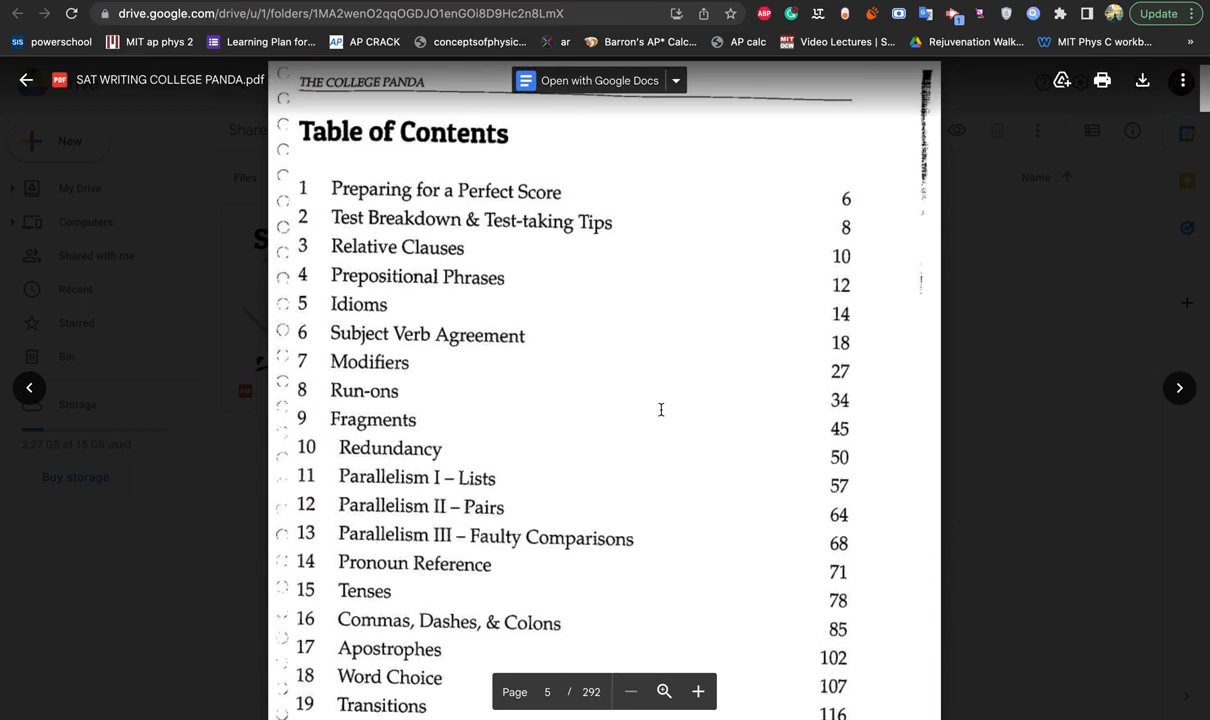 drive.google.com/drive/u/1/folders/1MA2wenO2qqOGDJO1enGOi8D9Hc2n8LmX
Update
powerschool
MIT ap phys 2
Learning Plan for...
AP CRACK
conceptsofphysic...
ar
Barron's AP* Calc...
AP calc
Video Lectures | S...
Rejuvenation Walk...
MIT Phys C workb...
»
PDF SAT WRITING COLLEGE PANDA.pdf
Open with Google Docs
New
My Drive
Computers
Shared with me
Recent
Starred
Bin
Storage
2.27 GB of 15 GB used
Buy storage
Files
Name
THE COLLEGE PANDA
Table of Contents
1 Preparing for a Perfect Score 6
2 Test Breakdown & Test-taking Tips 8
3 Relative Clauses 10
4 Prepositional Phrases 12
5 Idioms 14
6 Subject Verb Agreement 18
7 Modifiers 27
8 Run-ons 34
9 Fragments 45
10 Redundancy 50
11 Parallelism I – Lists 57
12 Parallelism II – Pairs 64
13 Parallelism III – Faulty Comparisons 68
14 Pronoun Reference 71
15 Tenses 78
16 Commas, Dashes, & Colons 85
17 Apostrophes 102
18 Word Choice 107
19 Transitions 116
Page 5 / 292